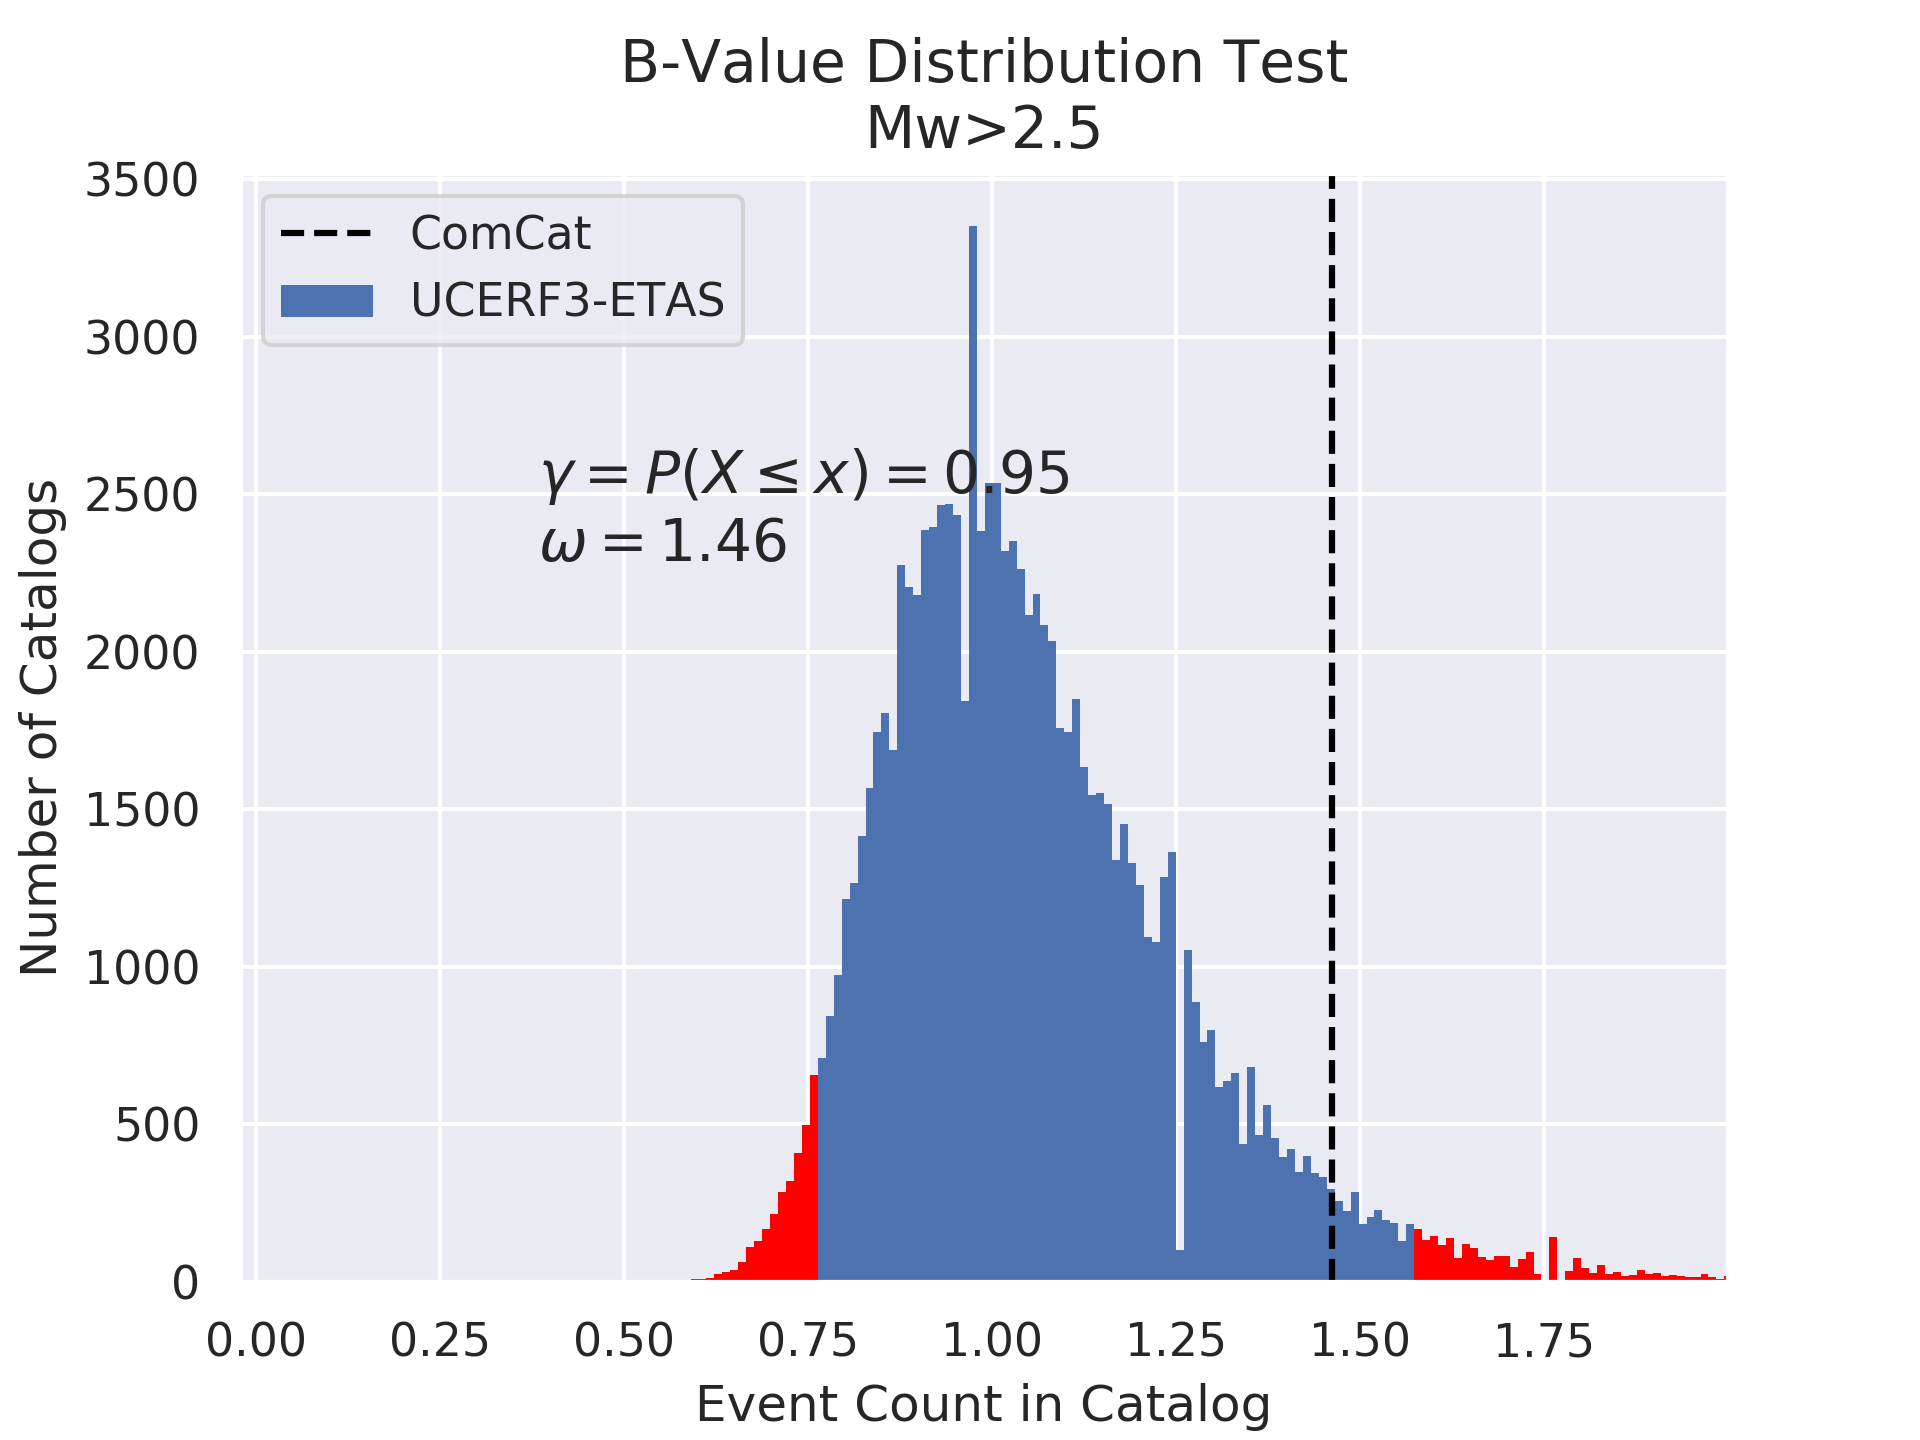 B-Value Distribution Test
Mw>2.5
3500
3000
2500
2000
1500
1000
500
0
Number of Catalogs
ComCat
UCERF3-ETAS
γ = P(X ≤ x) = 0.95
ω = 1.46
0.00 0.25 0.50 0.75 1.00 1.25 1.50 1.75
Event Count in Catalog